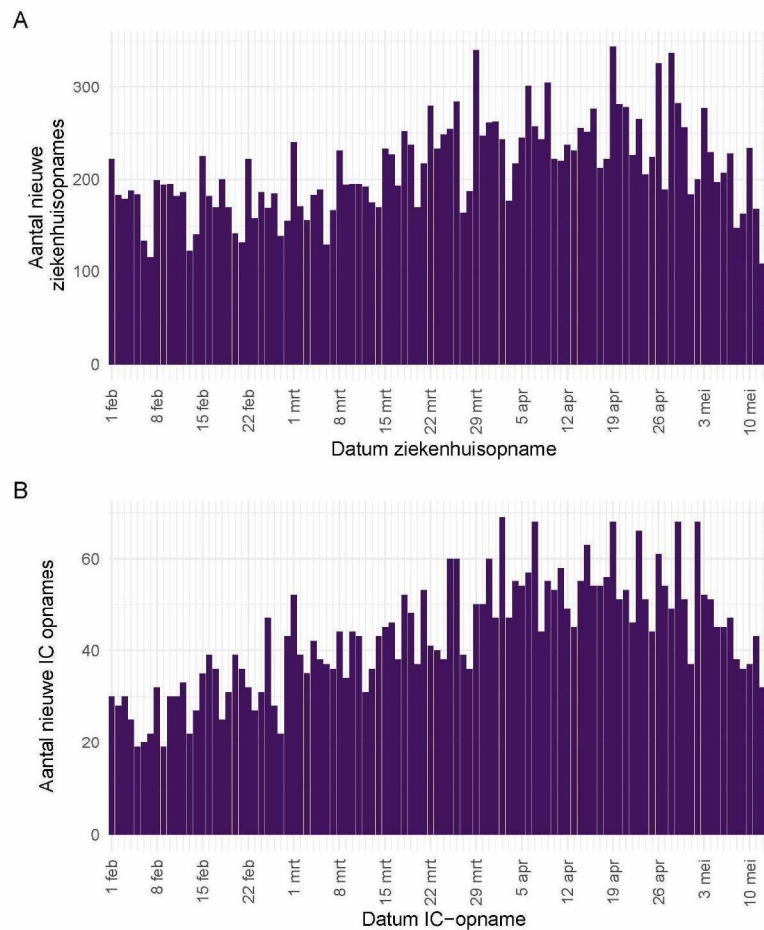 A
Aantal nieuwe
ziekenhuisopnames
300
200
100
0
1 feb
8 feb
15 feb
22 feb
1 mrt
8 mrt
15 mrt
22 mrt
29 mrt
5 apr
12 apr
19 apr
26 apr
3 mei
10 mei
Datum ziekenhuisopname
B
Aantal nieuwe IC opnames
60
40
20
0
1 feb
8 feb
15 feb
22 feb
1 mrt
8 mrt
15 mrt
22 mrt
29 mrt
5 apr
12 apr
19 apr
26 apr
3 mei
10 mei
Datum IC-opname